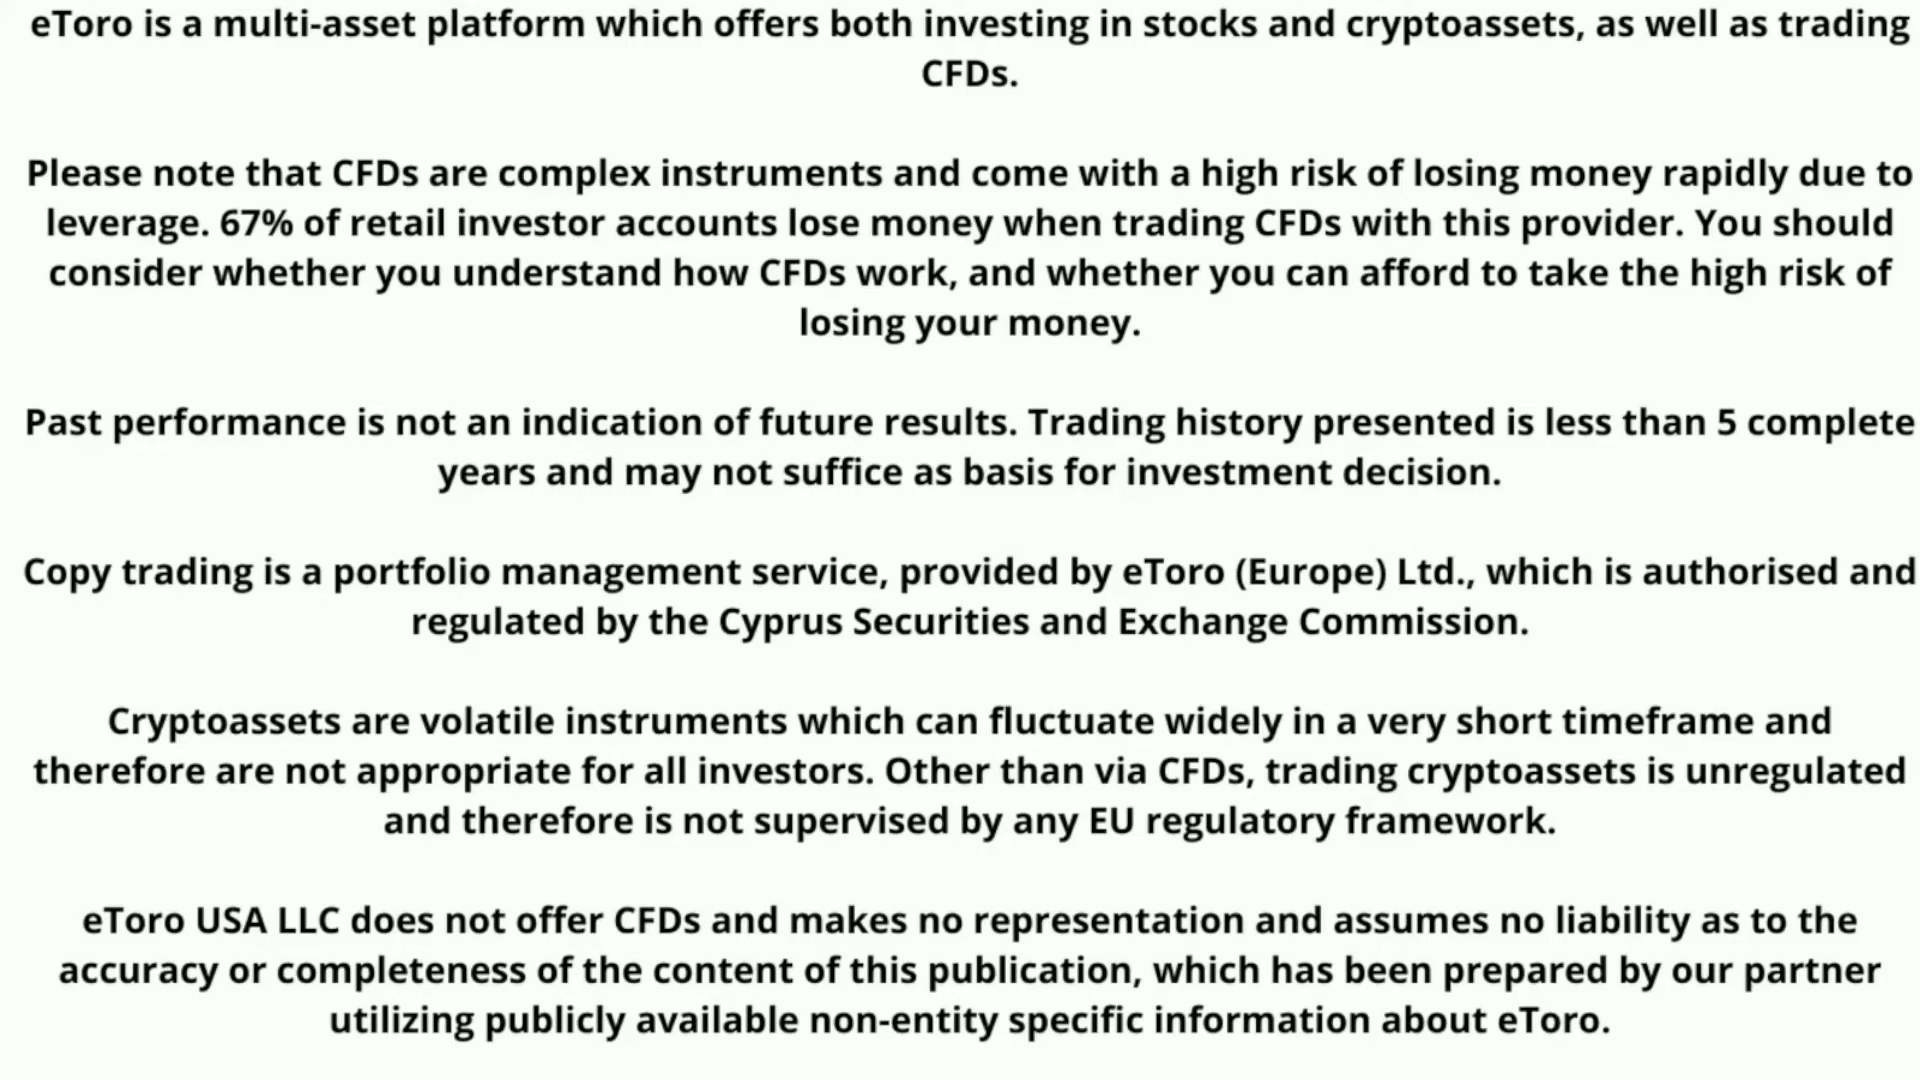 eToro is a multi-asset platform which offers both investing in stocks and cryptoassets, as well as trading
CFDs.
Please note that CFDs are complex instruments and come with a high risk of losing money rapidly due to
leverage. 67% of retail investor accounts lose money when trading CFDs with this provider. You should
consider whether you understand how CFDs work, and whether you can afford to take the high risk of
losing your money.
Past performance is not an indication of future results. Trading history presented is less than 5 complete
years and may not suffice as basis for investment decision.
Copy trading is a portfolio management service, provided by eToro (Europe) Ltd., which is authorised and
regulated by the Cyprus Securities and Exchange Commission.
Cryptoassets are volatile instruments which can fluctuate widely in a very short timeframe and
therefore are not appropriate for all investors. Other than via CFDs, trading cryptoassets is unregulated
and therefore is not supervised by any EU regulatory framework.
eToro USA LLC does not offer CFDs and makes no representation and assumes no liability as to the
accuracy or completeness of the content of this publication, which has been prepared by our partner
utilizing publicly available non-entity specific information about eToro.